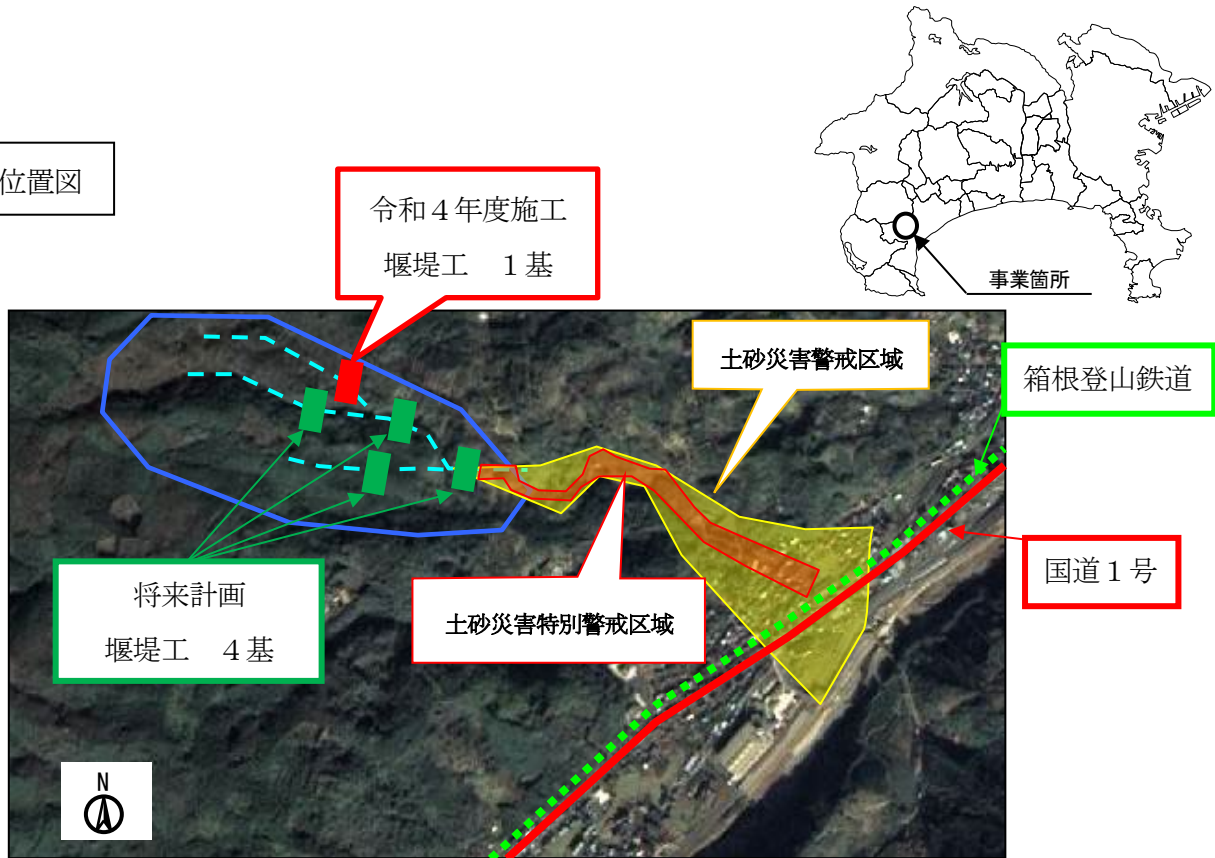 位置図
令和４年度施工
堰堤工　１基
事業箇所
土砂災害警戒区域
箱根登山鉄道
国道１号
将来計画
堰堤工　４基
土砂災害特別警戒区域
N